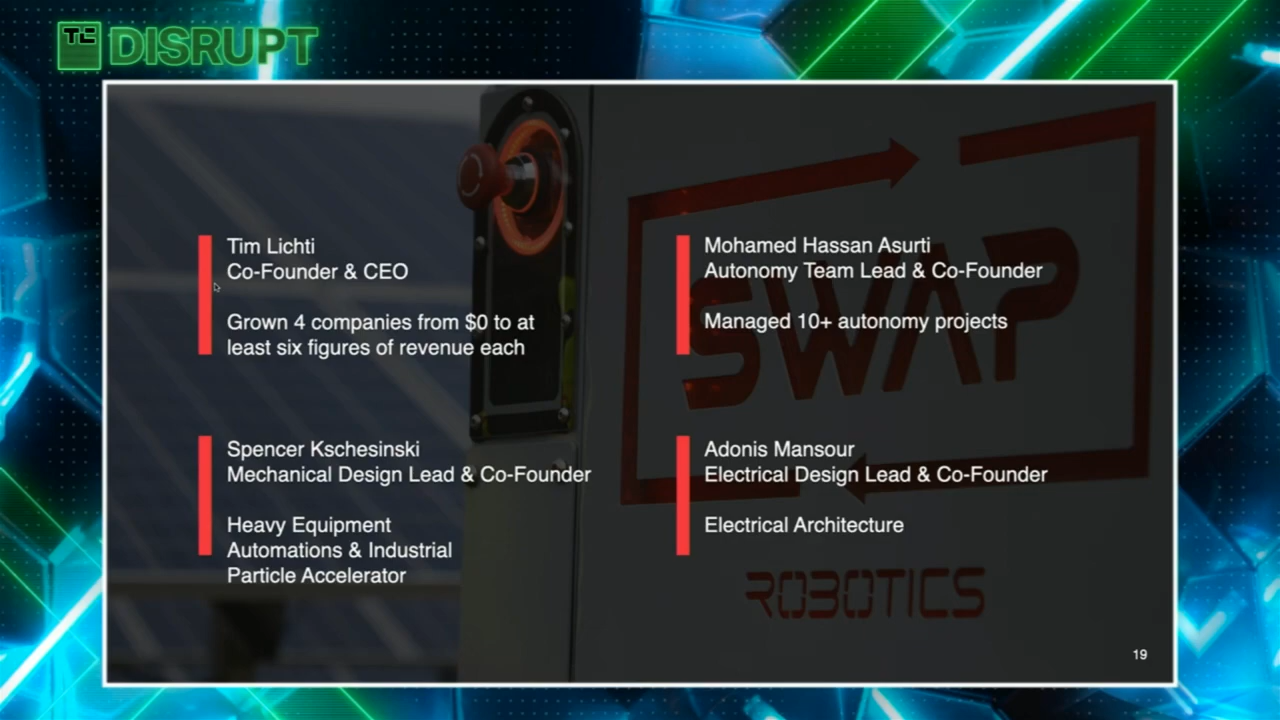 TC DISRUPT
Tim Lichti
Co-Founder & CEO
Grown 4 companies from $0 to at
least six figures of revenue each
Mohamed Hassan Asurti
Autonomy Team Lead & Co-Founder
Managed 10+ autonomy projects
SWAP
Spencer Kschesinski
Mechanical Design Lead & Co-Founder
Heavy Equipment
Automations & Industrial
Particle Accelerator
Adonis Mansour
Electrical Design Lead & Co-Founder
Electrical Architecture
ROBOTICS
19